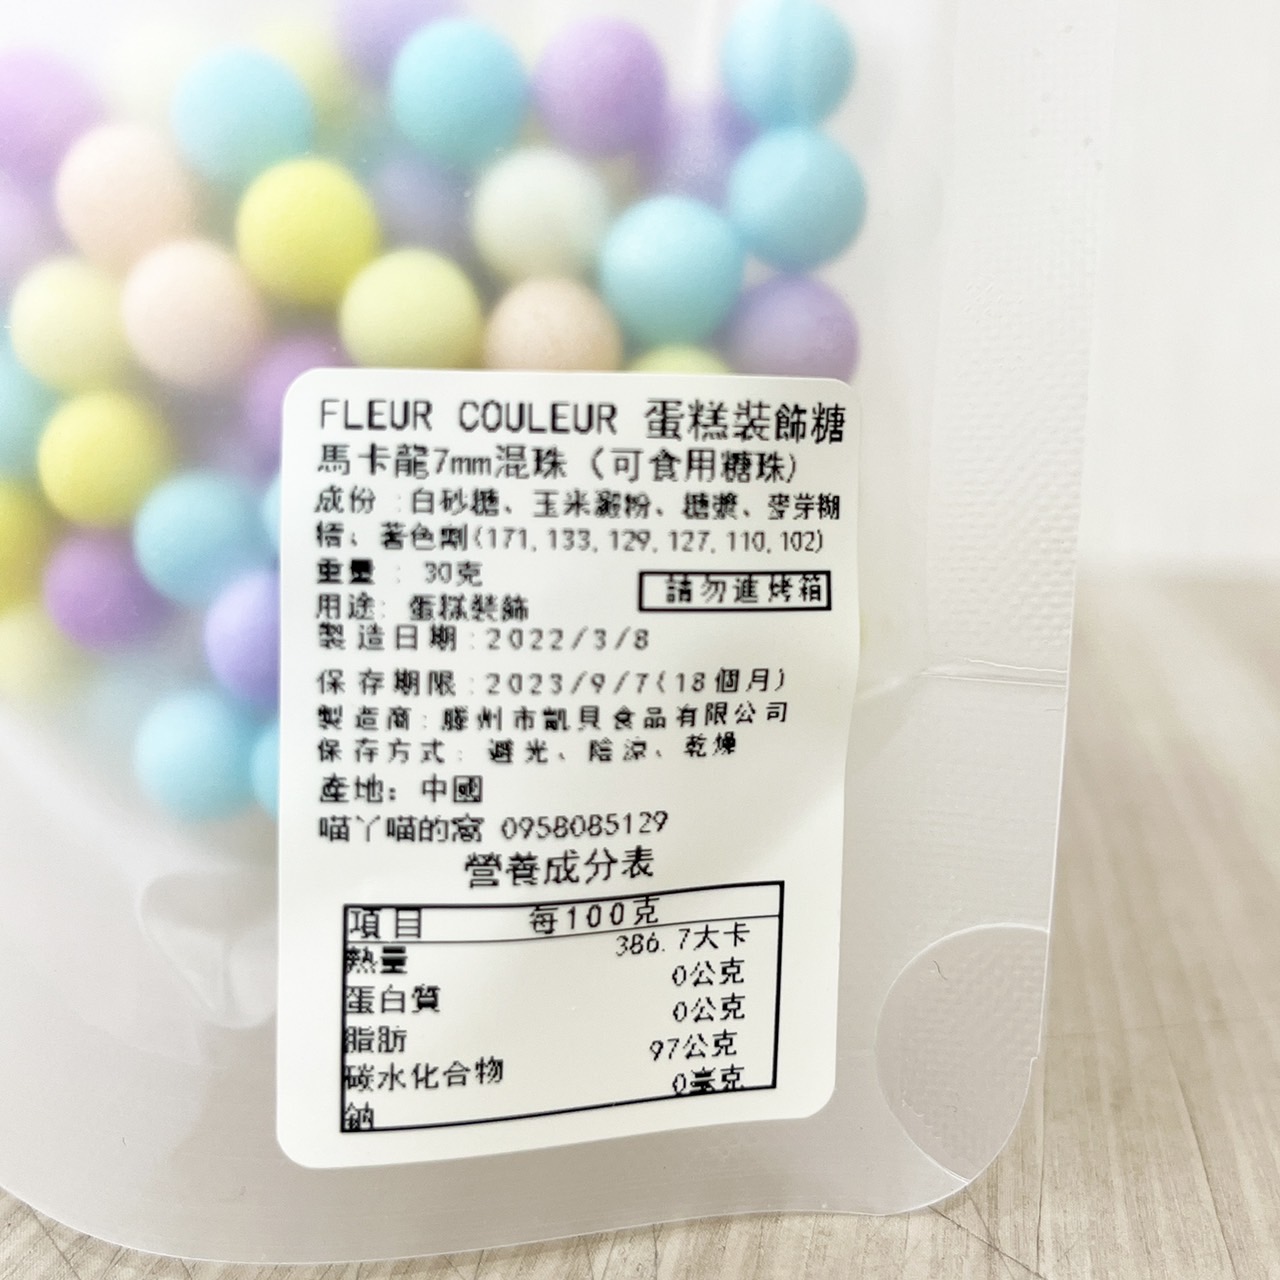 FLEUR COULEUR 蛋糕裝飾糖
馬卡龍7mm混珠 (可食用糖珠)
成份 :白砂糖、玉米澱粉、糖漿、麥芽糊
精、著色劑(171, 133, 129, 127, 110, 102)
重量 : 30克
請勿進烤箱
用途: 蛋糕裝飾
製造日期:2022/3/8
保存期限:2023/9/7(18個月)
製造商:滕州市凱貝食品有限公司
保存方式: 避光、陰涼、乾燥
產地: 中國
喵丫喵的窩 0958085129
營養成分表
項目 每100克
熱量 386.7大卡
蛋白質 0公克
脂肪 0公克
碳水化合物 97公克
鈉 0毫克